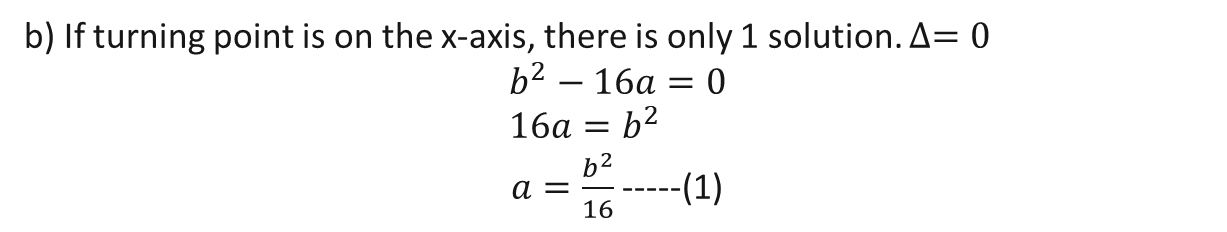 b) If turning point is on the x-axis, there is only 1 solution. Δ= 0
b² − 16a = 0
16a = b²
a = b²/16 -----(1)